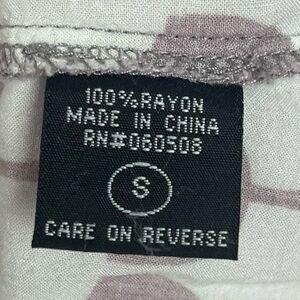 100%RAYON
MADE IN CHINA
RN#060508
S
CARE ON REVERSE